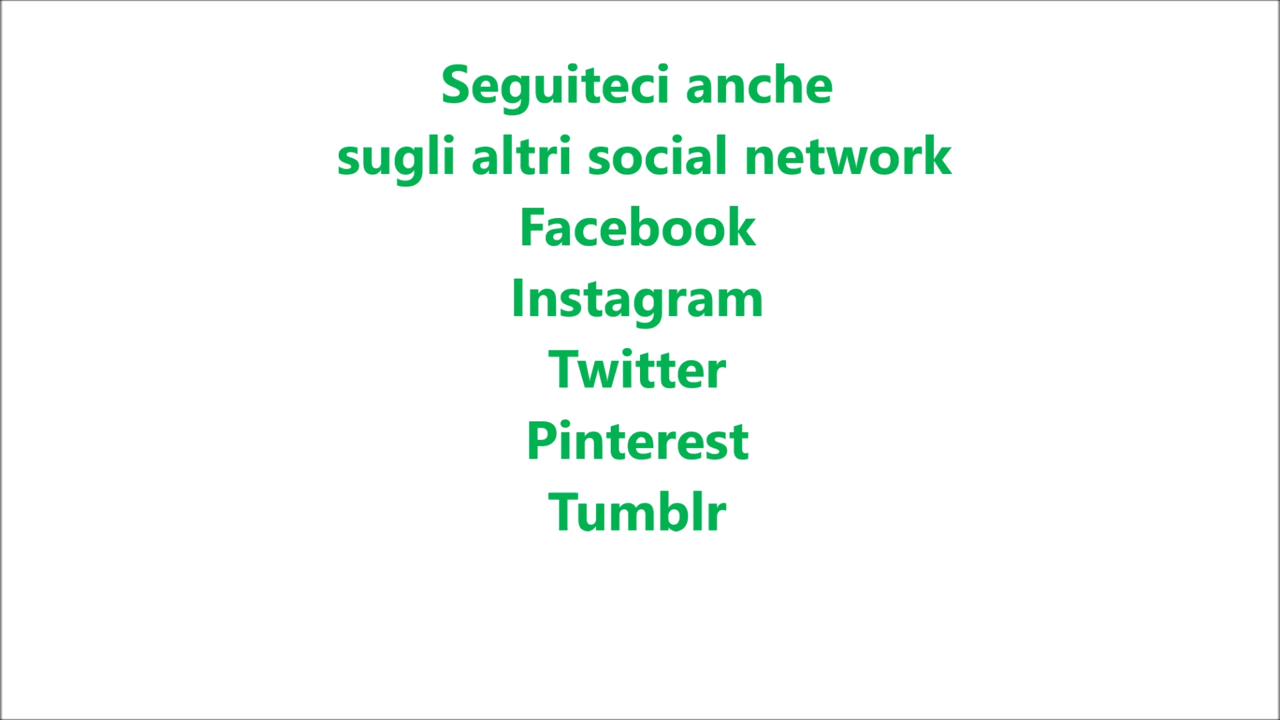 Seguiteci anche
sugli altri social network
Facebook
Instagram
Twitter
Pinterest
Tumblr